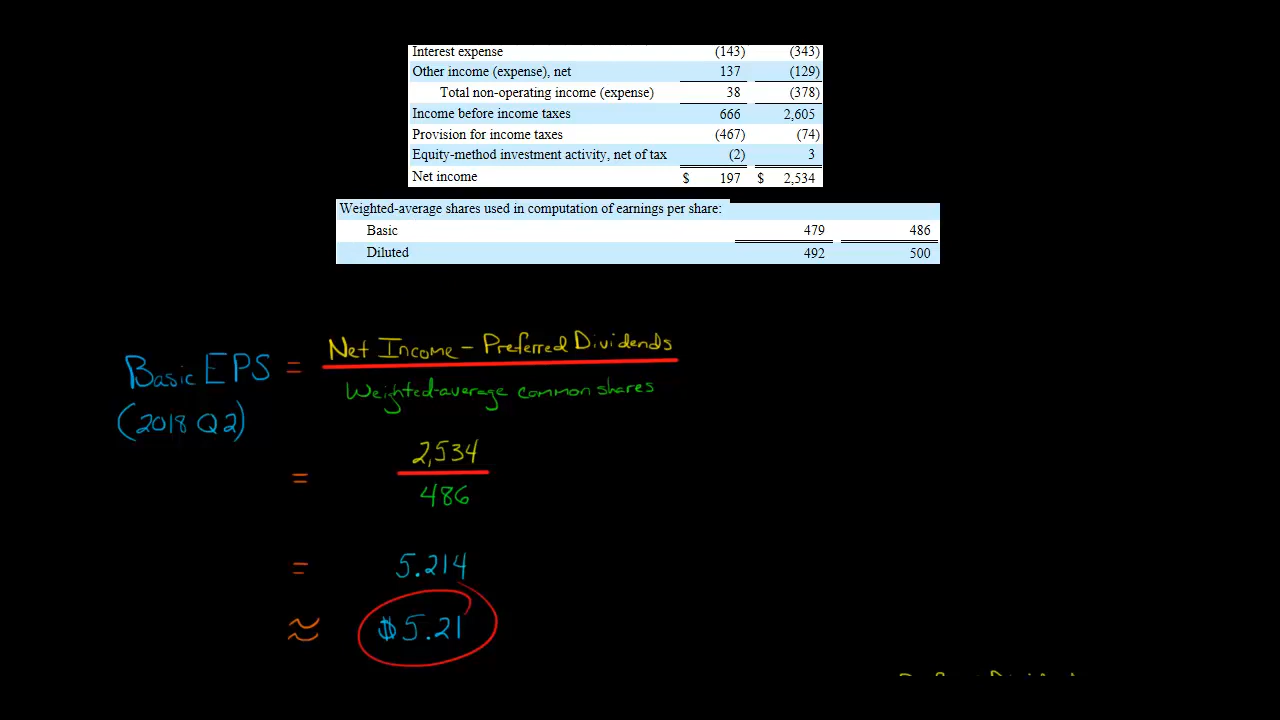 Interest expense (143) (343)
Other income (expense), net 137 (129)
Total non-operating income (expense) 38 (378)
Income before income taxes 666 2,605
Provision for income taxes (467) (74)
Equity-method investment activity, net of tax (2) 3
Net income $ 197 $ 2,534
Weighted-average shares used in computation of earnings per share:
Basic 479 486
Diluted 492 500
Basic EPS = Net Income - Preferred Dividends
Weighted-average common shares
(2018 Q2)
= 2,534
486
= 5.214
≈ $5.21